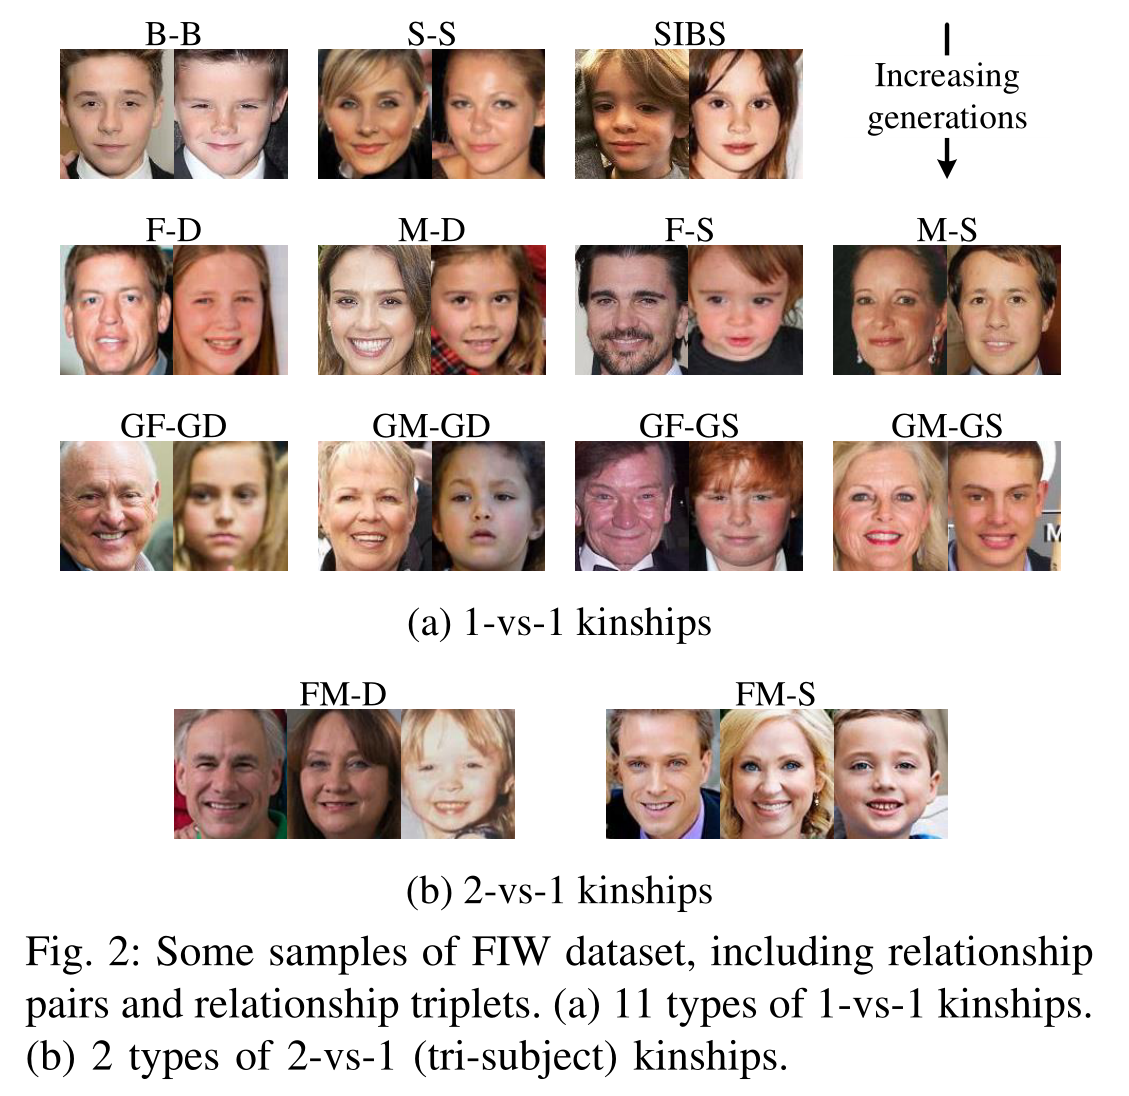 B-B S-S SIBS
Increasing
generations
F-D M-D F-S M-S
GF-GD GM-GD GF-GS GM-GS
M
(a) 1-vs-1 kinships
FM-D FM-S
(b) 2-vs-1 kinships
Fig. 2: Some samples of FIW dataset, including relationship
pairs and relationship triplets. (a) 11 types of 1-vs-1 kinships.
(b) 2 types of 2-vs-1 (tri-subject) kinships.